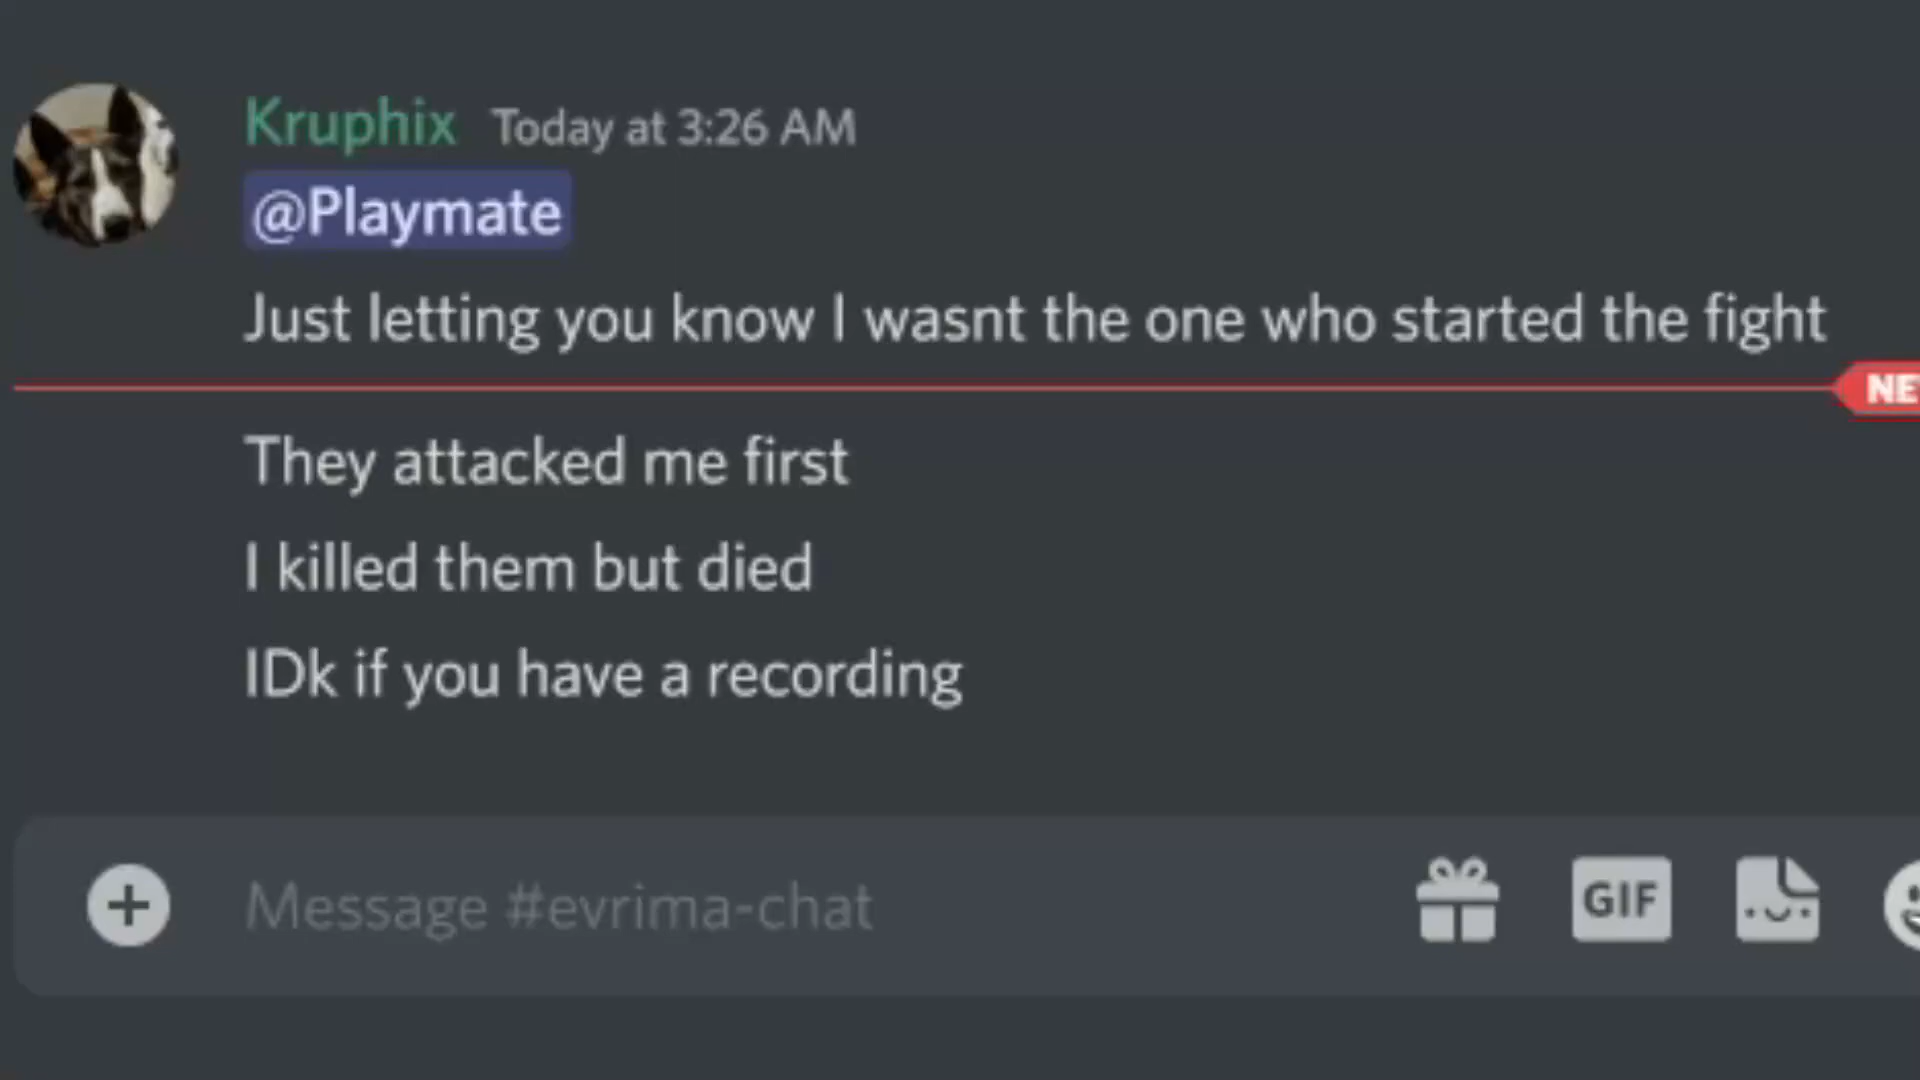 Kruphix Today at 3:26 AM
@Playmate
Just letting you know I wasnt the one who started the fight
NE
They attacked me first
I killed them but died
IDk if you have a recording
Message #evrima-chat
GIF